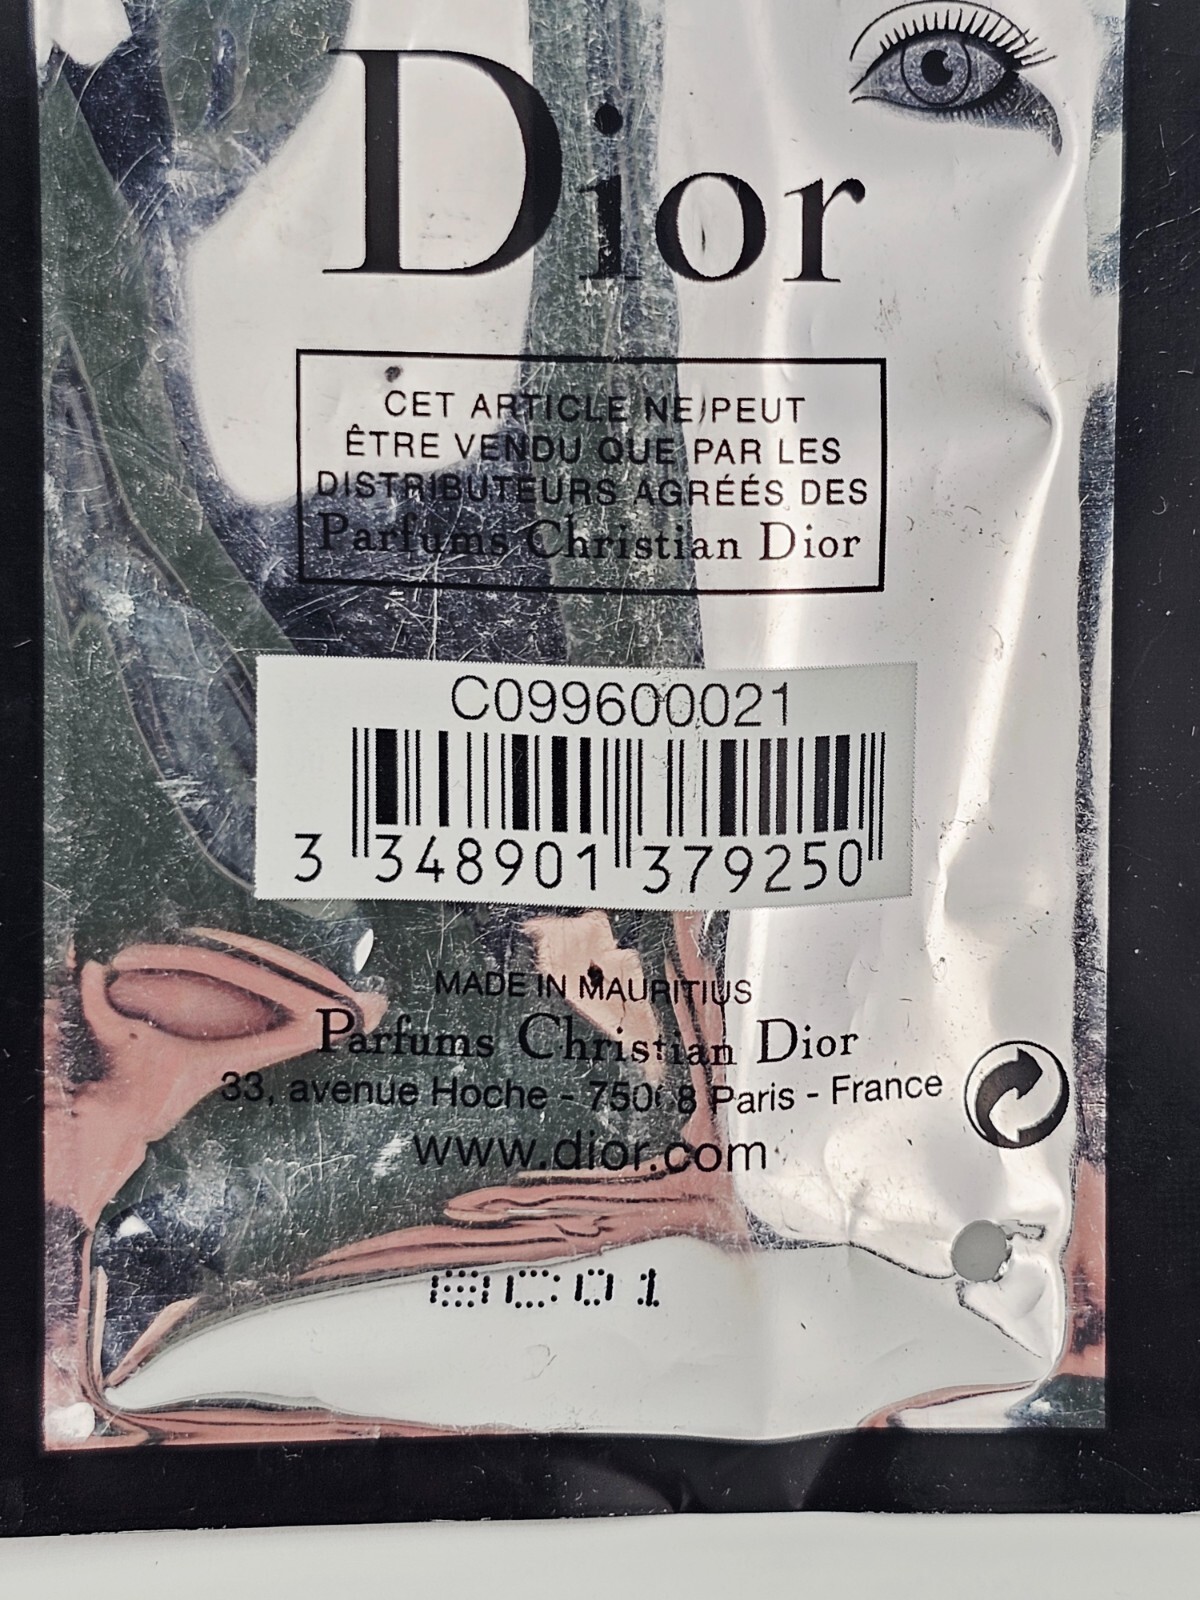 Dior
CET ARTICLE NE PEUT
ÊTRE VENDU QUE PAR LES
DISTRIBUTEURS AGRÉÉS DES
Parfums Christian Dior
C099600021
3 348901 379250
MADE IN MAURITIUS
Parfums Christian Dior
33, avenue Hoche - 75008 Paris - France
www.dior.com